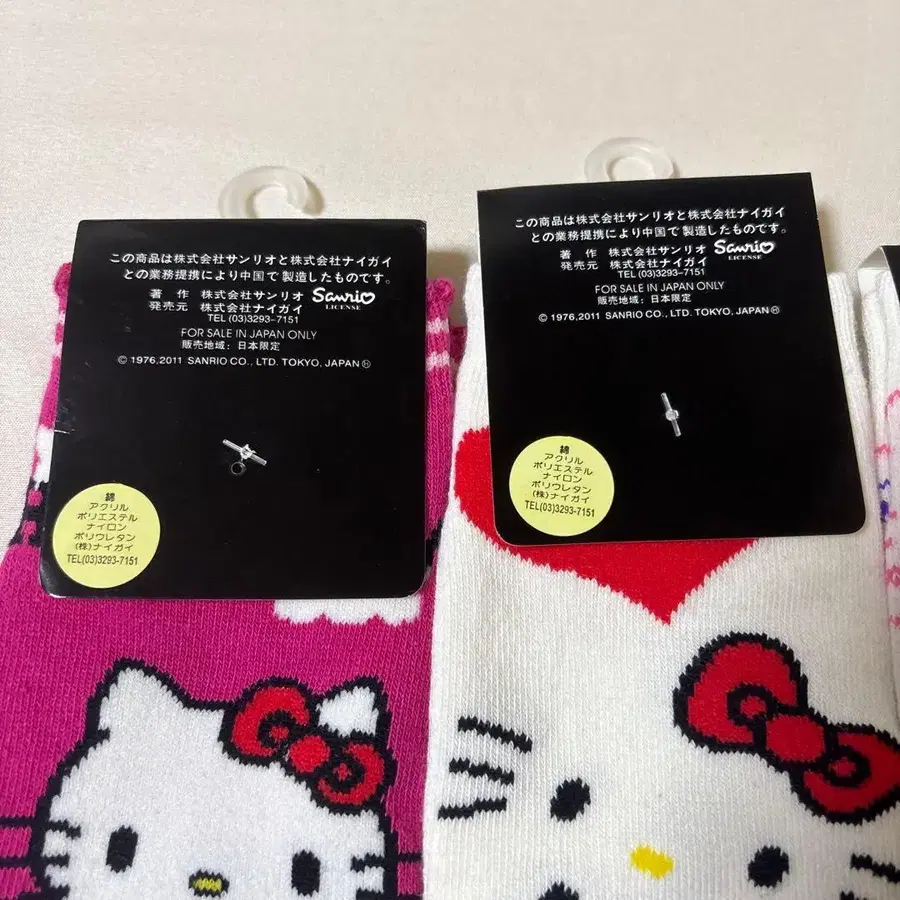 この商品は株式会社サンリオと株式会社ナイガイ
との業務提携により中国で製造したものです。
著 作 株式会社サンリオ
発売元 株式会社ナイガイ
Sanrio
LICENSE
TEL (03)3293-7151
FOR SALE IN JAPAN ONLY
販売地域: 日本限定
© 1976,2011 SANRIO CO., LTD. TOKYO, JAPAN Ⓗ
綿
アクリル
ポリエステル
ナイロン
ポリウレタン
(株)ナイガイ
TEL(03)3293-7151
この商品は株式会社サンリオと株式会社ナイガイ
との業務提携により中国で製造したものです。
著 作 株式会社サンリオ
発売元 株式会社ナイガイ
Sanrio
LICENSE
TEL (03)3293-7151
FOR SALE IN JAPAN ONLY
販売地域: 日本限定
© 1976,2011 SANRIO CO., LTD. TOKYO, JAPAN Ⓗ
綿
アクリル
ポリエステル
ナイロン
ポリウレタン
(株)ナイガイ
TEL(03)3293-7151